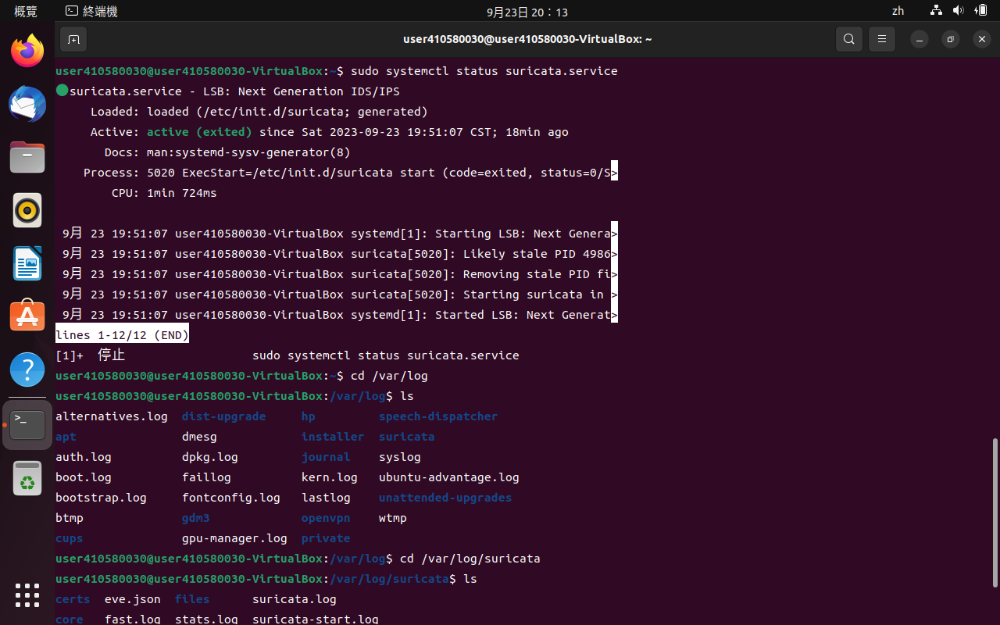 概覽 終端機 9月23日 20：13 zh
user410580030@user410580030-VirtualBox: ~
user410580030@user410580030-VirtualBox:~$ sudo systemctl status suricata.service
suricata.service - LSB: Next Generation IDS/IPS
Loaded: loaded (/etc/init.d/suricata; generated)
Active: active (exited) since Sat 2023-09-23 19:51:07 CST; 18min ago
Docs: man:systemd-sysv-generator(8)
Process: 5020 ExecStart=/etc/init.d/suricata start (code=exited, status=0/S>
CPU: 1min 724ms
9月 23 19:51:07 user410580030-VirtualBox systemd[1]: Starting LSB: Next Genera>
9月 23 19:51:07 user410580030-VirtualBox suricata[5020]: Likely stale PID 4986>
9月 23 19:51:07 user410580030-VirtualBox suricata[5020]: Removing stale PID fi>
9月 23 19:51:07 user410580030-VirtualBox suricata[5020]: Starting suricata in >
9月 23 19:51:07 user410580030-VirtualBox systemd[1]: Started LSB: Next Generat>
lines 1-12/12 (END)
[1]+ 停止 sudo systemctl status suricata.service
user410580030@user410580030-VirtualBox:~$ cd /var/log
user410580030@user410580030-VirtualBox:/var/log$ ls
alternatives.log dist-upgrade hp speech-dispatcher
apt dmesg installer suricata
auth.log dpkg.log journal syslog
boot.log faillog kern.log ubuntu-advantage.log
bootstrap.log fontconfig.log lastlog unattended-upgrades
btmp gdm3 openvpn wtmp
cups gpu-manager.log private
user410580030@user410580030-VirtualBox:/var/log$ cd /var/log/suricata
user410580030@user410580030-VirtualBox:/var/log/suricata$ ls
certs eve.json files suricata.log
core fast.log stats.log suricata-start.log